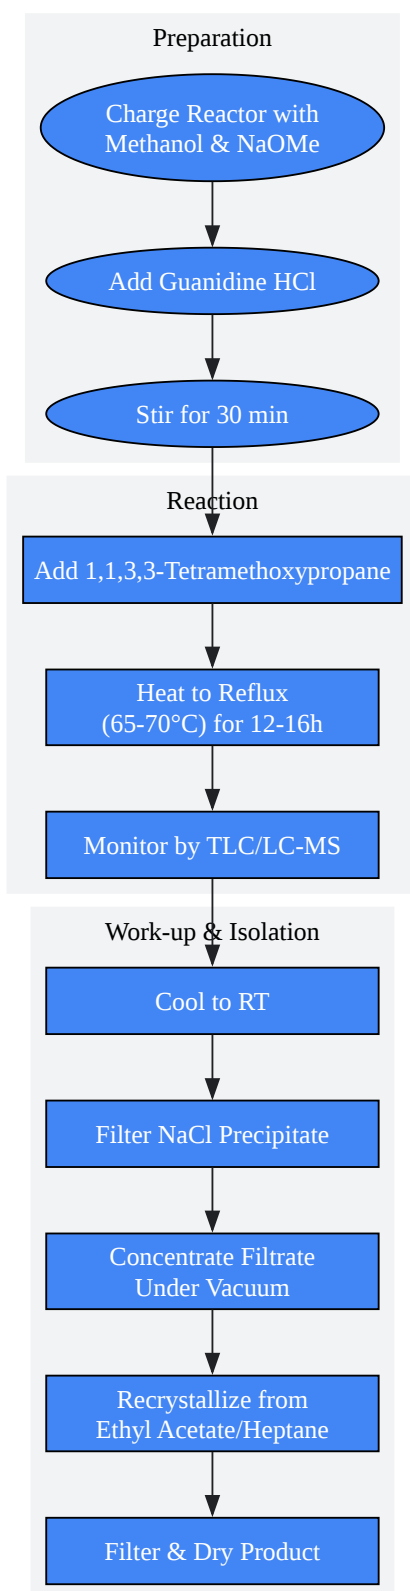 Preparation
Charge Reactor with
Methanol & NaOMe
Add Guanidine HCl
Stir for 30 min
Reaction
Add 1,1,3,3-Tetramethoxypropane
Heat to Reflux
(65-70°C) for 12-16h
Monitor by TLC/LC-MS
Work-up & Isolation
Cool to RT
Filter NaCl Precipitate
Concentrate Filtrate
Under Vacuum
Recrystallize from
Ethyl Acetate/Heptane
Filter & Dry Product